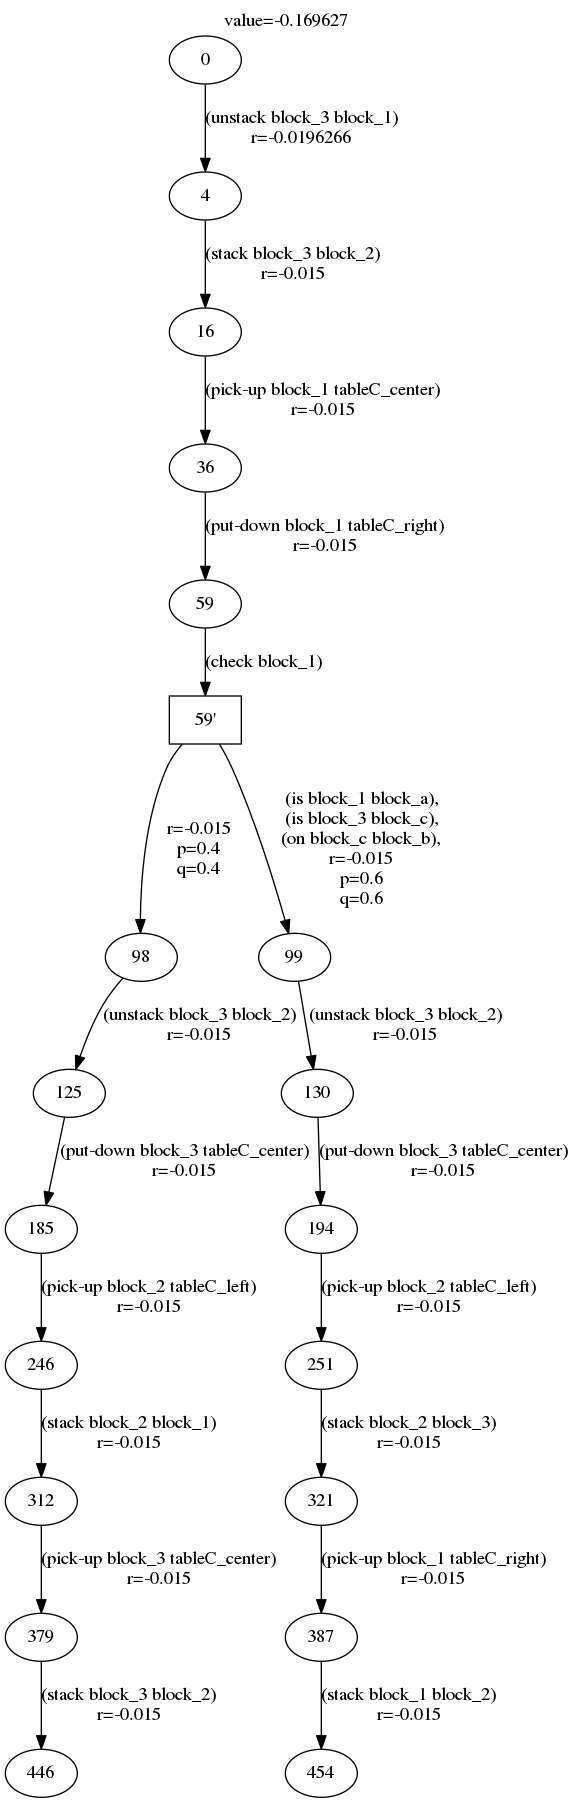 value=-0.169627
0
(unstack block_3 block_1)
r=-0.0196266
4
(stack block_3 block_2)
r=-0.015
16
(pick-up block_1 tableC_center)
r=-0.015
36
(put-down block_1 tableC_right)
r=-0.015
59
(check block_1)
59'
r=-0.015
p=0.4
q=0.4
(is block_1 block_a),
(is block_3 block_c),
(on block_c block_b),
r=-0.015
p=0.6
q=0.6
98
99
(unstack block_3 block_2)
r=-0.015
(unstack block_3 block_2)
r=-0.015
125
130
(put-down block_3 tableC_center)
r=-0.015
(put-down block_3 tableC_center)
r=-0.015
185
194
(pick-up block_2 tableC_left)
r=-0.015
(pick-up block_2 tableC_left)
r=-0.015
246
251
(stack block_2 block_1)
r=-0.015
(stack block_2 block_3)
r=-0.015
312
321
(pick-up block_3 tableC_center)
r=-0.015
(pick-up block_1 tableC_right)
r=-0.015
379
387
(stack block_3 block_2)
r=-0.015
(stack block_1 block_2)
r=-0.015
446
454